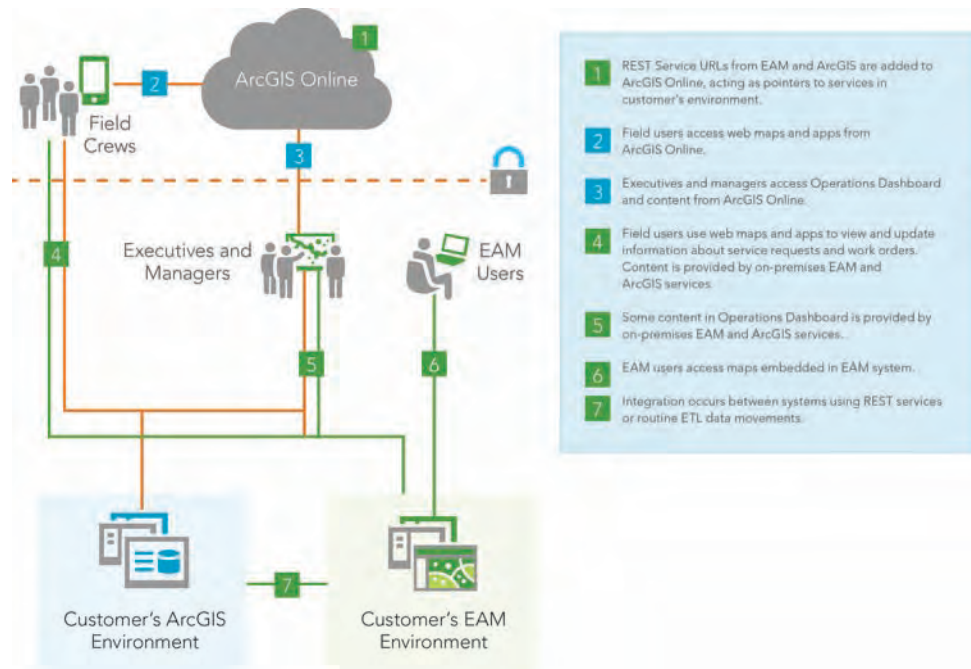 1
ArcGIS Online
2
Field
Crews
3
4
Executives and
Managers
EAM
Users
5
6
7
Customer's ArcGIS
Environment
Customer's EAM
Environment
1
REST Service URLs from EAM and ArcGIS are added to
ArcGIS Online, acting as pointers to services in
customer's environment.
2
Field users access web maps and apps from
ArcGIS Online.
3
Executives and managers access Operations Dashboard
and content from ArcGIS Online.
4
Field users use web maps and apps to view and update
information about service requests and work orders.
Content is provided by on-premises EAM and
ArcGIS services.
5
Some content in Operations Dashboard is provided by
on-premises EAM and ArcGIS services.
6
EAM users access maps embedded in EAM system.
7
Integration occurs between systems using REST services
or routine ETL data movements.